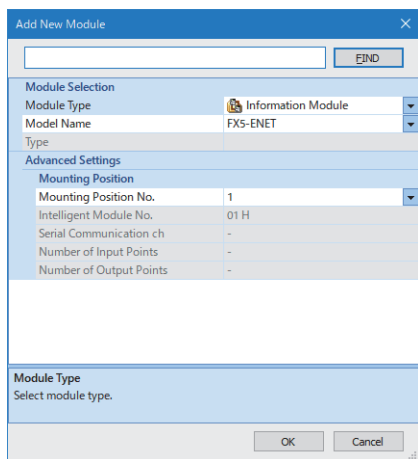 Add New Module
FIND
Module Selection
Module Type Information Module
Model Name FX5-ENET
Type
Advanced Settings
Mounting Position
Mounting Position No. 1
Intelligent Module No. 01 H
Serial Communication ch -
Number of Input Points -
Number of Output Points -
Module Type
Select module type.
OK Cancel